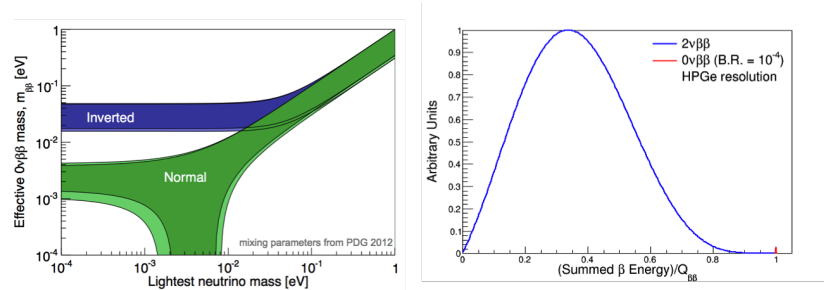 Effective 0νββ mass, mββ [eV]
1
10⁻¹
10⁻²
10⁻³
10⁻⁴
Inverted
Normal
mixing parameters from PDG 2012
10⁻⁴ 10⁻³ 10⁻² 10⁻¹ 1
Lightest neutrino mass [eV]
Arbitrary Units
1
0.9
0.8
0.7
0.6
0.5
0.4
0.3
0.2
0.1
0
2νββ
0νββ (B.R. = 10⁻⁴)
HPGe resolution
0 0.2 0.4 0.6 0.8 1
(Summed β Energy)/Qββ